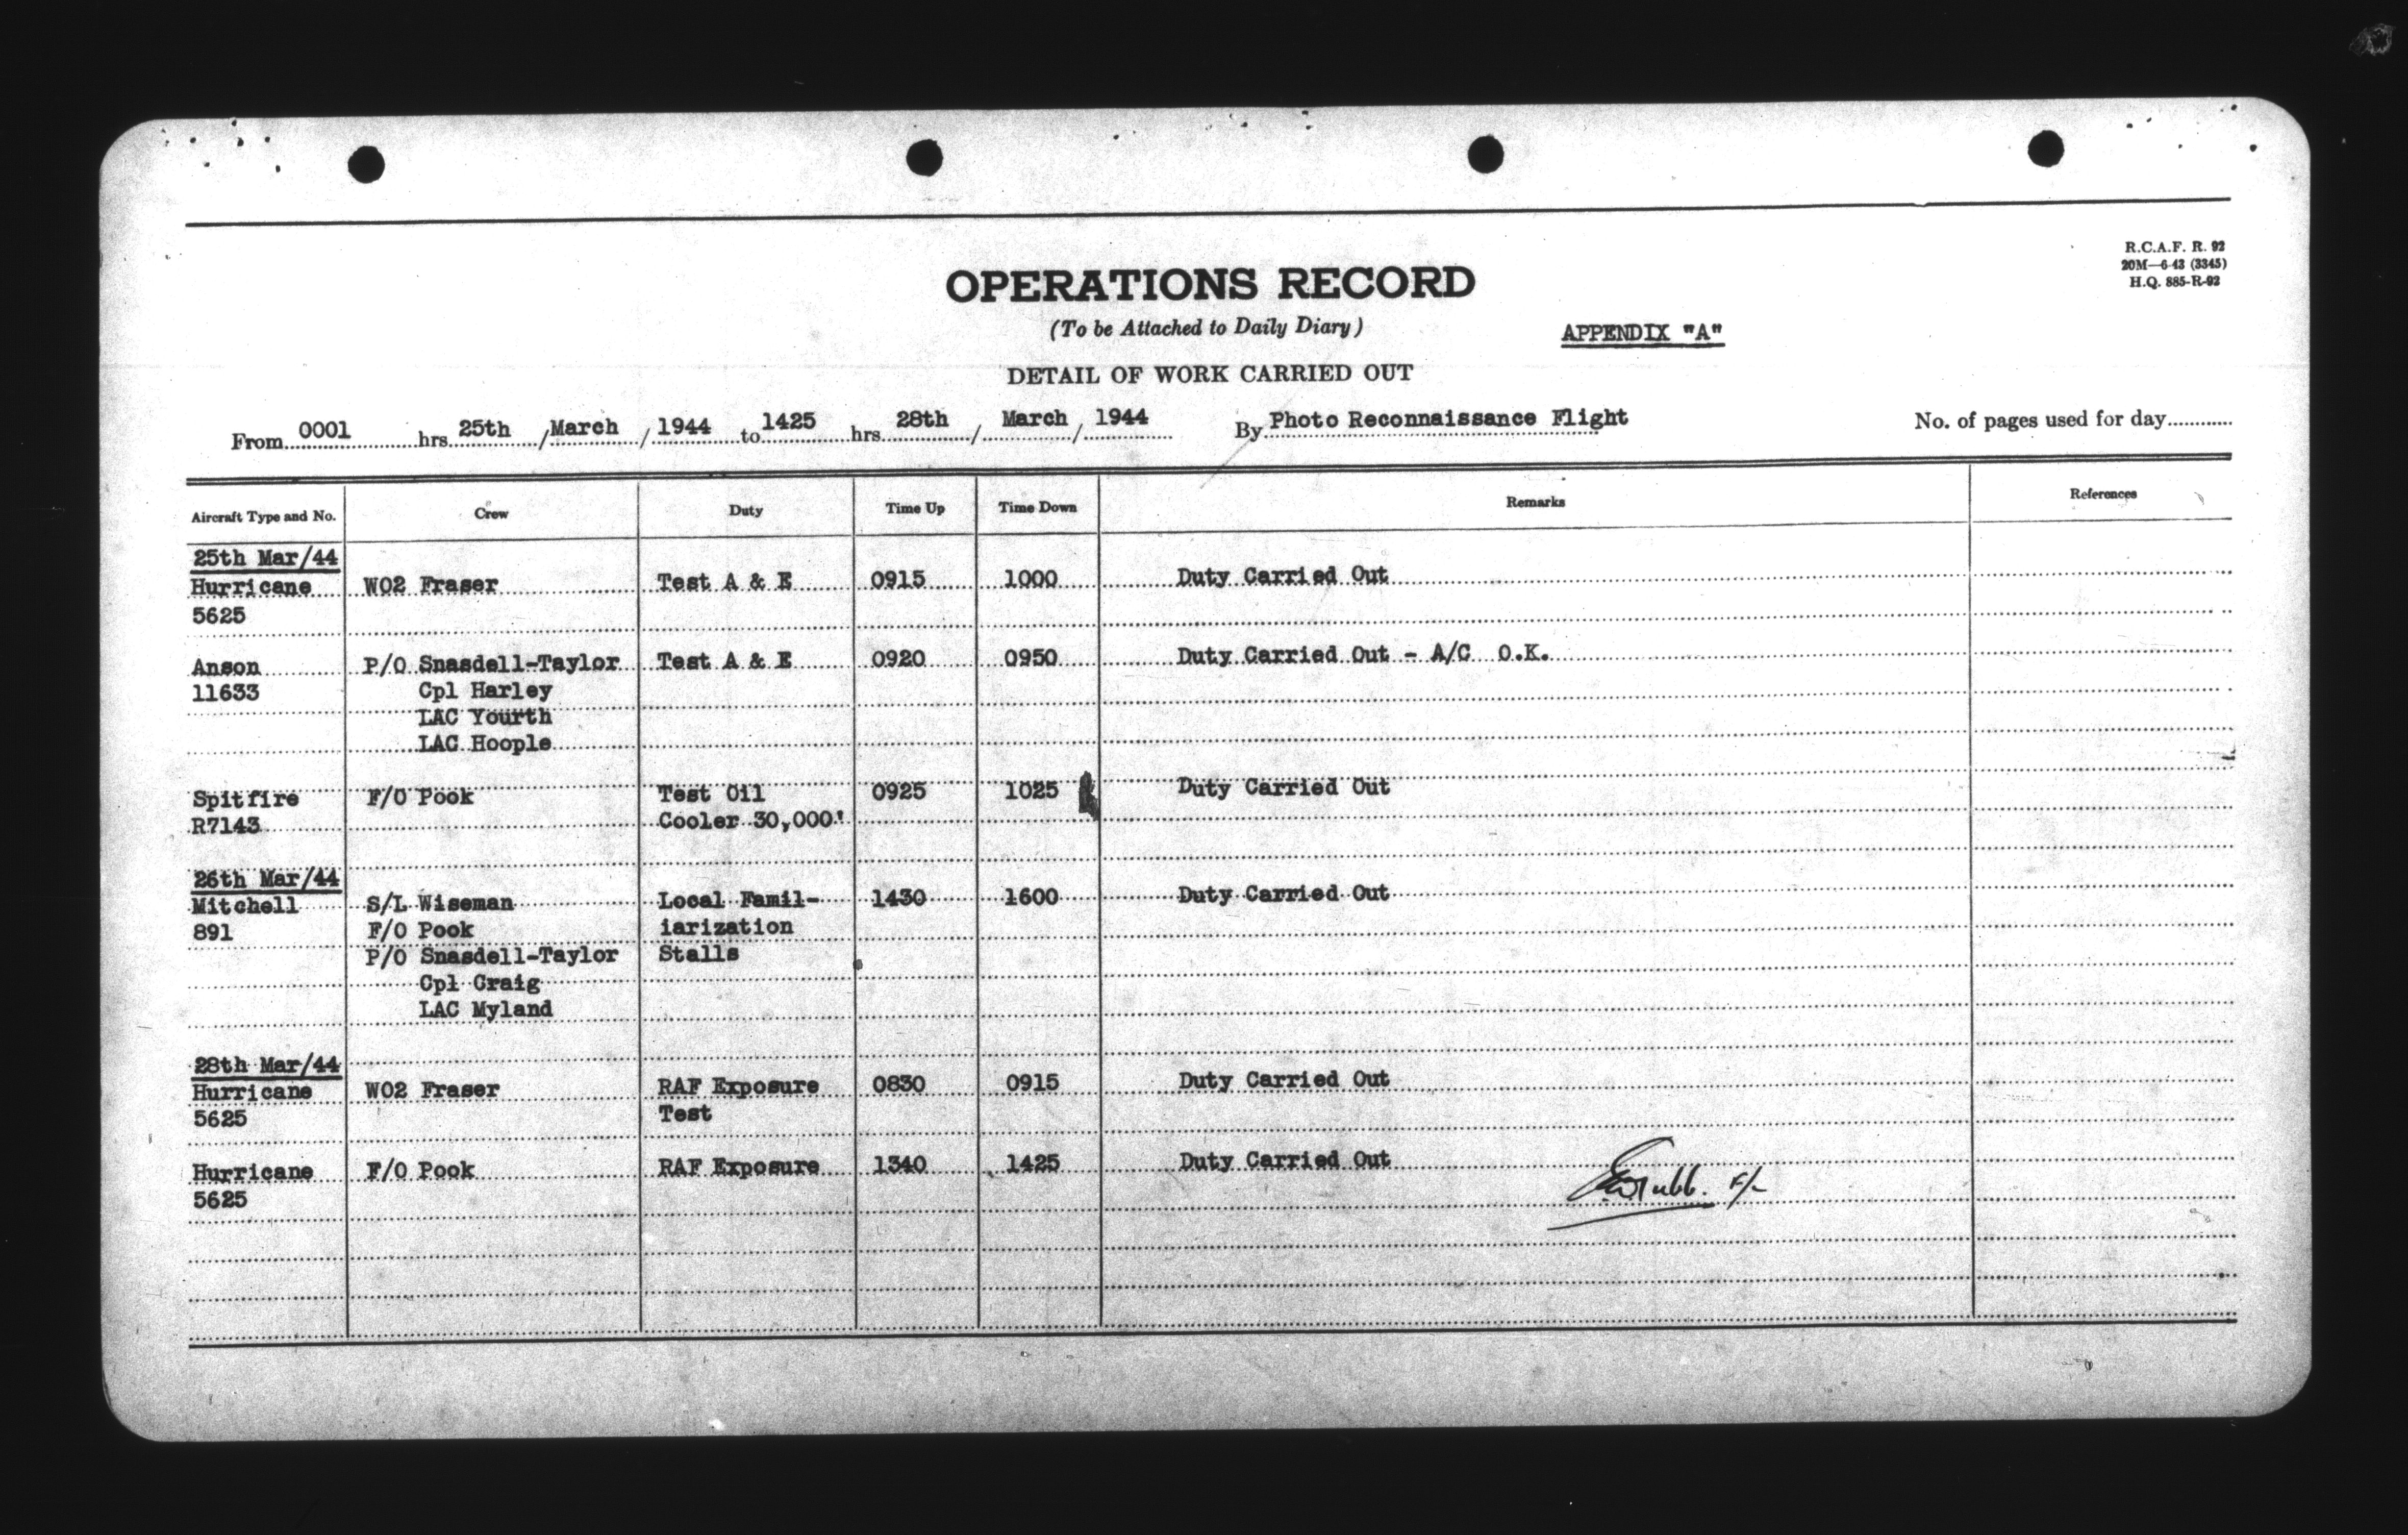 R.C.A.F. R. 92
20M—6-43 (3345)
H.Q. 885-R-92
OPERATIONS RECORD
(To be Attached to Daily Diary)
APPENDIX "A"
DETAIL OF WORK CARRIED OUT
From 0001 hrs 25th / March / 1944 to 1425 hrs 28th / March / 1944 By Photo Reconnaissance Flight No. of pages used for day
Aircraft Type and No. Crew Duty Time Up Time Down Remarks References
25th Mar/44
Hurricane WO2 Fraser Test A & E 0915 1000 Duty Carried Out
5625
Anson P/O Snasdell-Taylor Test A & E 0920 0950 Duty Carried Out - A/C O.K.
11633 Cpl Harley
LAC Yourth
LAC Hoople
Spitfire F/O Pook Test Oil 0925 1025 Duty Carried Out
R7143 Cooler 30,000'
26th Mar/44
Mitchell S/L Wiseman Local Famil- 1430 1600 Duty Carried Out
891 F/O Pook iarization
P/O Snasdell-Taylor Stalls
Cpl Craig
LAC Myland
28th Mar/44
Hurricane WO2 Fraser RAF Exposure 0830 0915 Duty Carried Out
5625 Test
Hurricane F/O Pook RAF Exposure 1340 1425 Duty Carried Out
5625